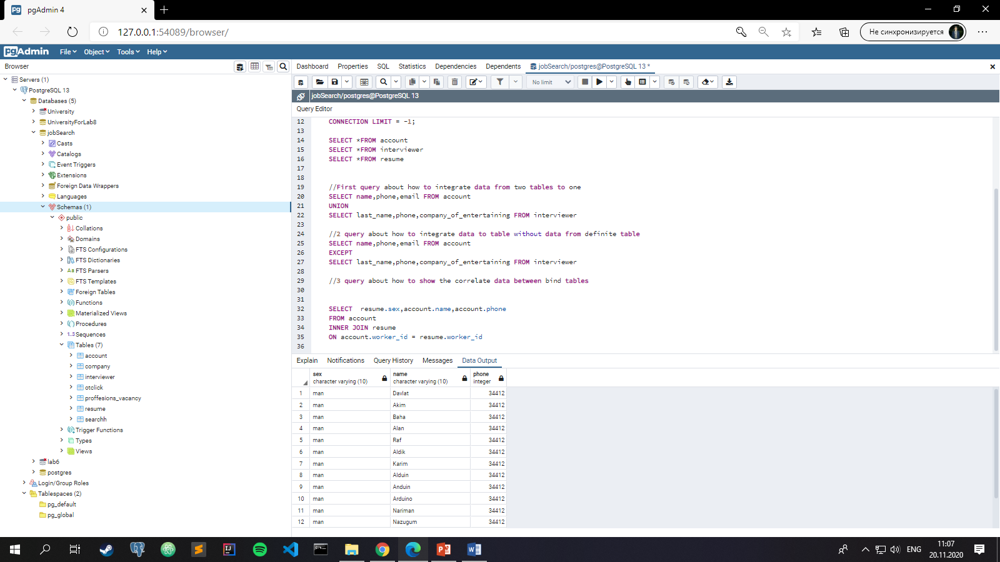 pgAdmin 4
127.0.0.1:54089/browser/
Не синхронизируется
pgAdmin File Object Tools Help
Browser
Dashboard Properties SQL Statistics Dependencies Dependents jobSearch/postgres@PostgreSQL 13 *
Servers (1)
PostgreSQL 13
Databases (5)
University
UniversityForLab8
jobSearch
Casts
Catalogs
Event Triggers
Extensions
Foreign Data Wrappers
Languages
Schemas (1)
public
Collations
Domains
FTS Configurations
FTS Dictionaries
FTS Parsers
FTS Templates
Foreign Tables
Functions
Materialized Views
Procedures
1..3 Sequences
Tables (7)
account
company
interviewer
otclick
proffesions_vacancy
resume
searchh
Trigger Functions
Types
Views
lab6
postgres
Login/Group Roles
Tablespaces (2)
pg_default
pg_global
No limit
jobSearch/postgres@PostgreSQL 13
Query Editor
12 CONNECTION LIMIT = -1;
13
14 SELECT *FROM account
15 SELECT *FROM interviewer
16 SELECT *FROM resume
17
18
19 //First query about how to integrate data from two tables to one
20 SELECT name,phone,email FROM account
21 UNION
22 SELECT last_name,phone,company_of_entertaining FROM interviewer
23
24 //2 query about how to integrate data to table without data from definite table
25 SELECT name,phone,email FROM account
26 EXCEPT
27 SELECT last_name,phone,company_of_entertaining FROM interviewer
28
29 //3 query about how to show the correlate data between bind tables
30
31
32 SELECT  resume.sex,account.name,account.phone
33 FROM account
34 INNER JOIN resume
35 ON account.worker_id = resume.worker_id
36
Explain Notifications Query History Messages Data Output
sex name phone
character varying (10) character varying (10) integer
1 man Davlat 34412
2 man Akim 34412
3 man Baha 34412
4 man Alan 34412
5 man Raf 34412
6 man Aldik 34412
7 man Karim 34412
8 man Alduin 34412
9 man Anduin 34412
10 man Arduino 34412
11 man Nariman 34412
12 man Nazugum 34412
ENG
11:07
20.11.2020